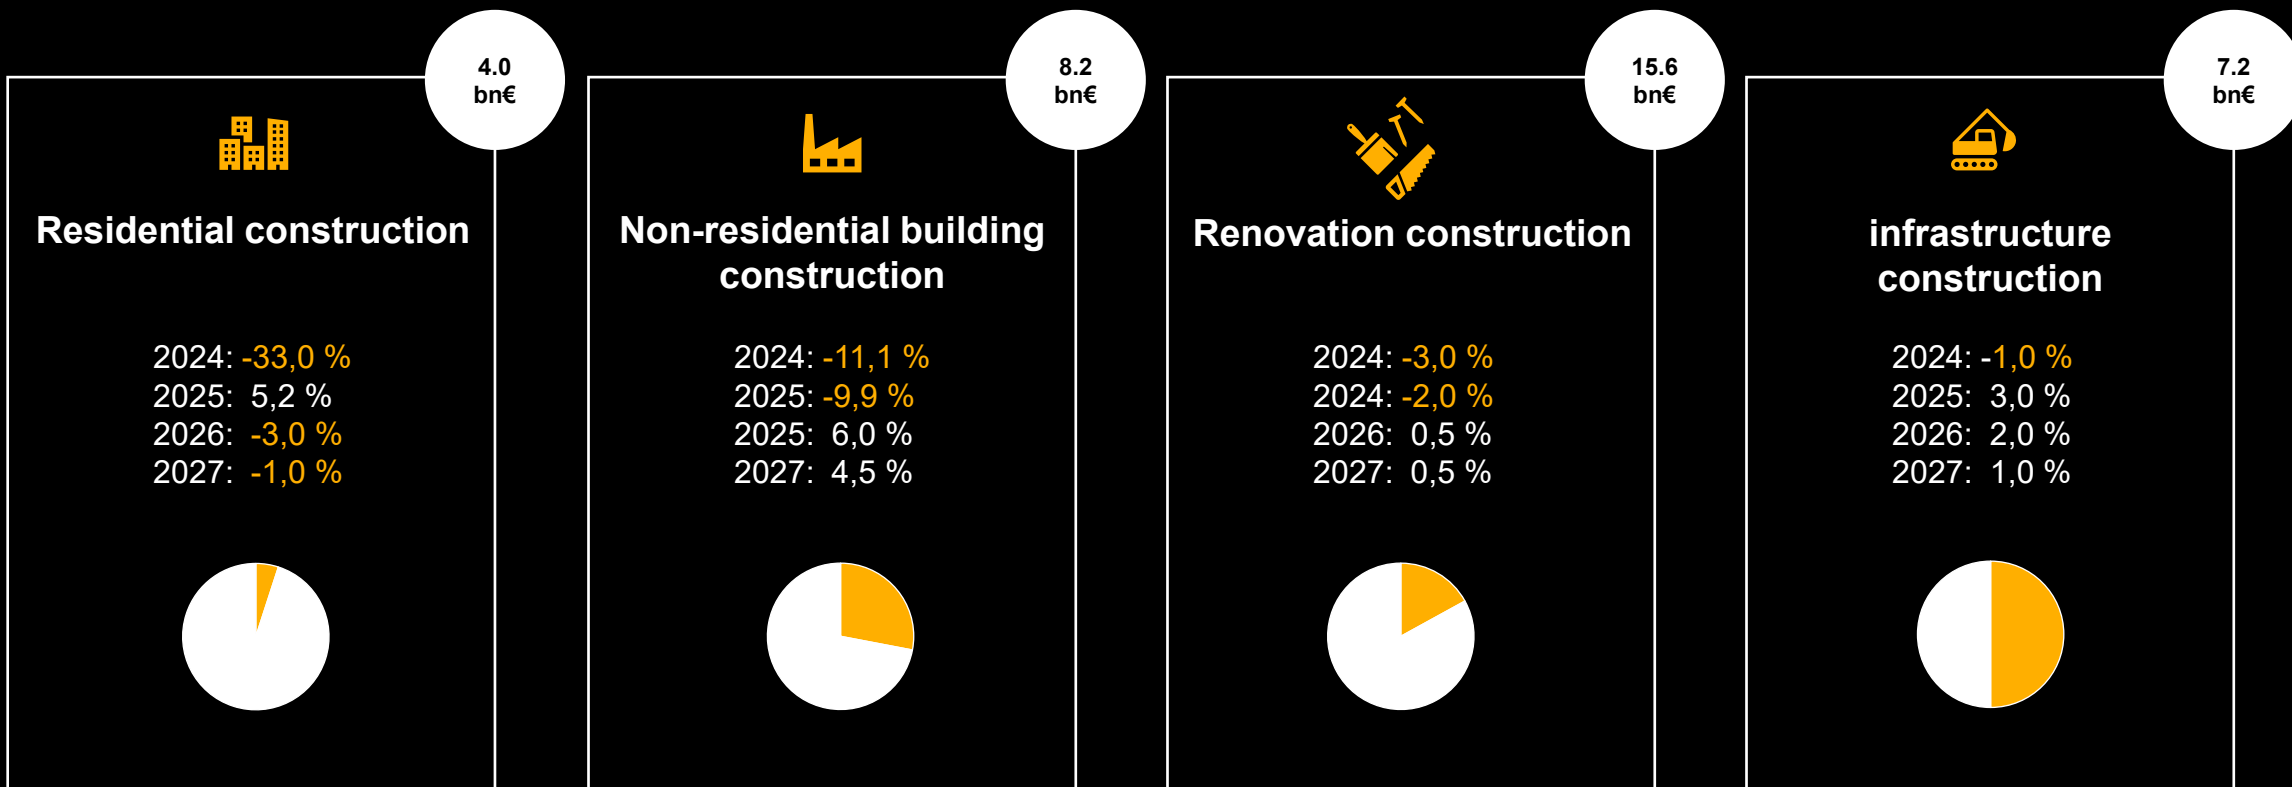 4.0
bn€
Residential construction
2024: -33,0 %
2025: 5,2 %
2026: -3,0 %
2027: -1,0 %
8.2
bn€
Non-residential building
construction
2024: -11,1 %
2025: -9,9 %
2025: 6,0 %
2027: 4,5 %
15.6
bn€
Renovation construction
2024: -3,0 %
2024: -2,0 %
2026: 0,5 %
2027: 0,5 %
7.2
bn€
infrastructure
construction
2024: -1,0 %
2025: 3,0 %
2026: 2,0 %
2027: 1,0 %